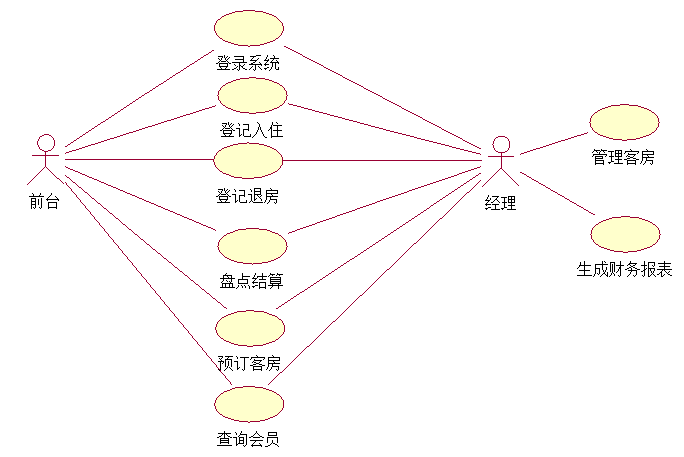 登录系统
登记入住
管理客房
登记退房
前台
经理
生成财务报表
盘点结算
预订客房
查询会员